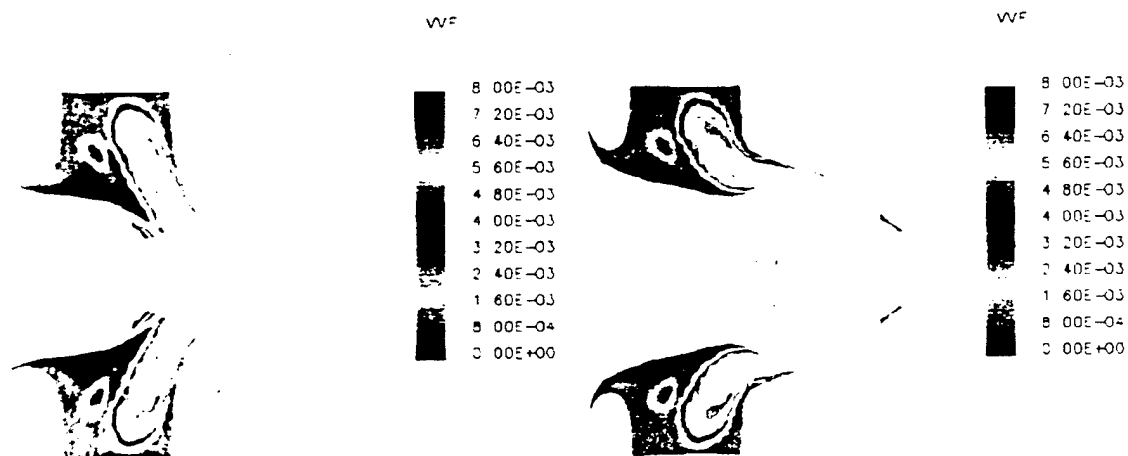 VVF
8 00E-03
7 20E-03
6 40E-03
5 60E-03
4 80E-03
4 00E-03
3 20E-03
2 40E-03
1 60E-03
8 00E-04
0 00E+00
VVF
8 00E-03
7 20E-03
6 40E-03
5 60E-03
4 80E-03
4 00E-03
3 20E-03
2 40E-03
1 60E-03
8 00E-04
0 00E+00